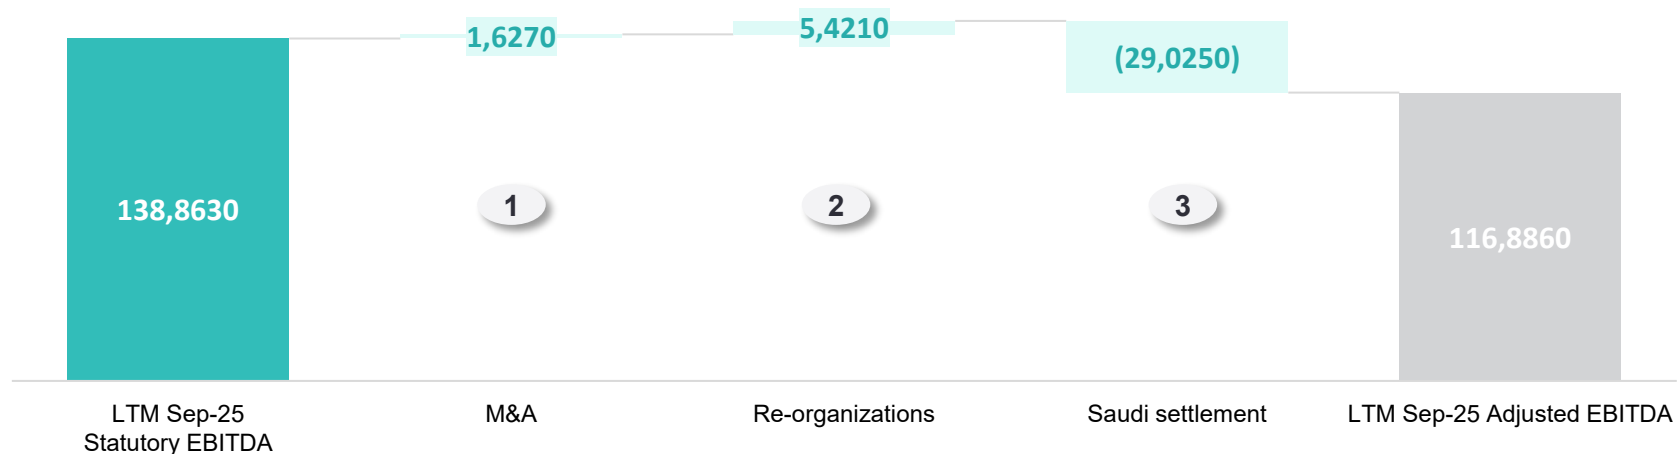 1,6270
5,4210
(29,0250)
138,8630
1
2
3
116,8860
LTM Sep-25
Statutory EBITDA
M&A
Re-organizations
Saudi settlement
LTM Sep-25 Adjusted EBITDA